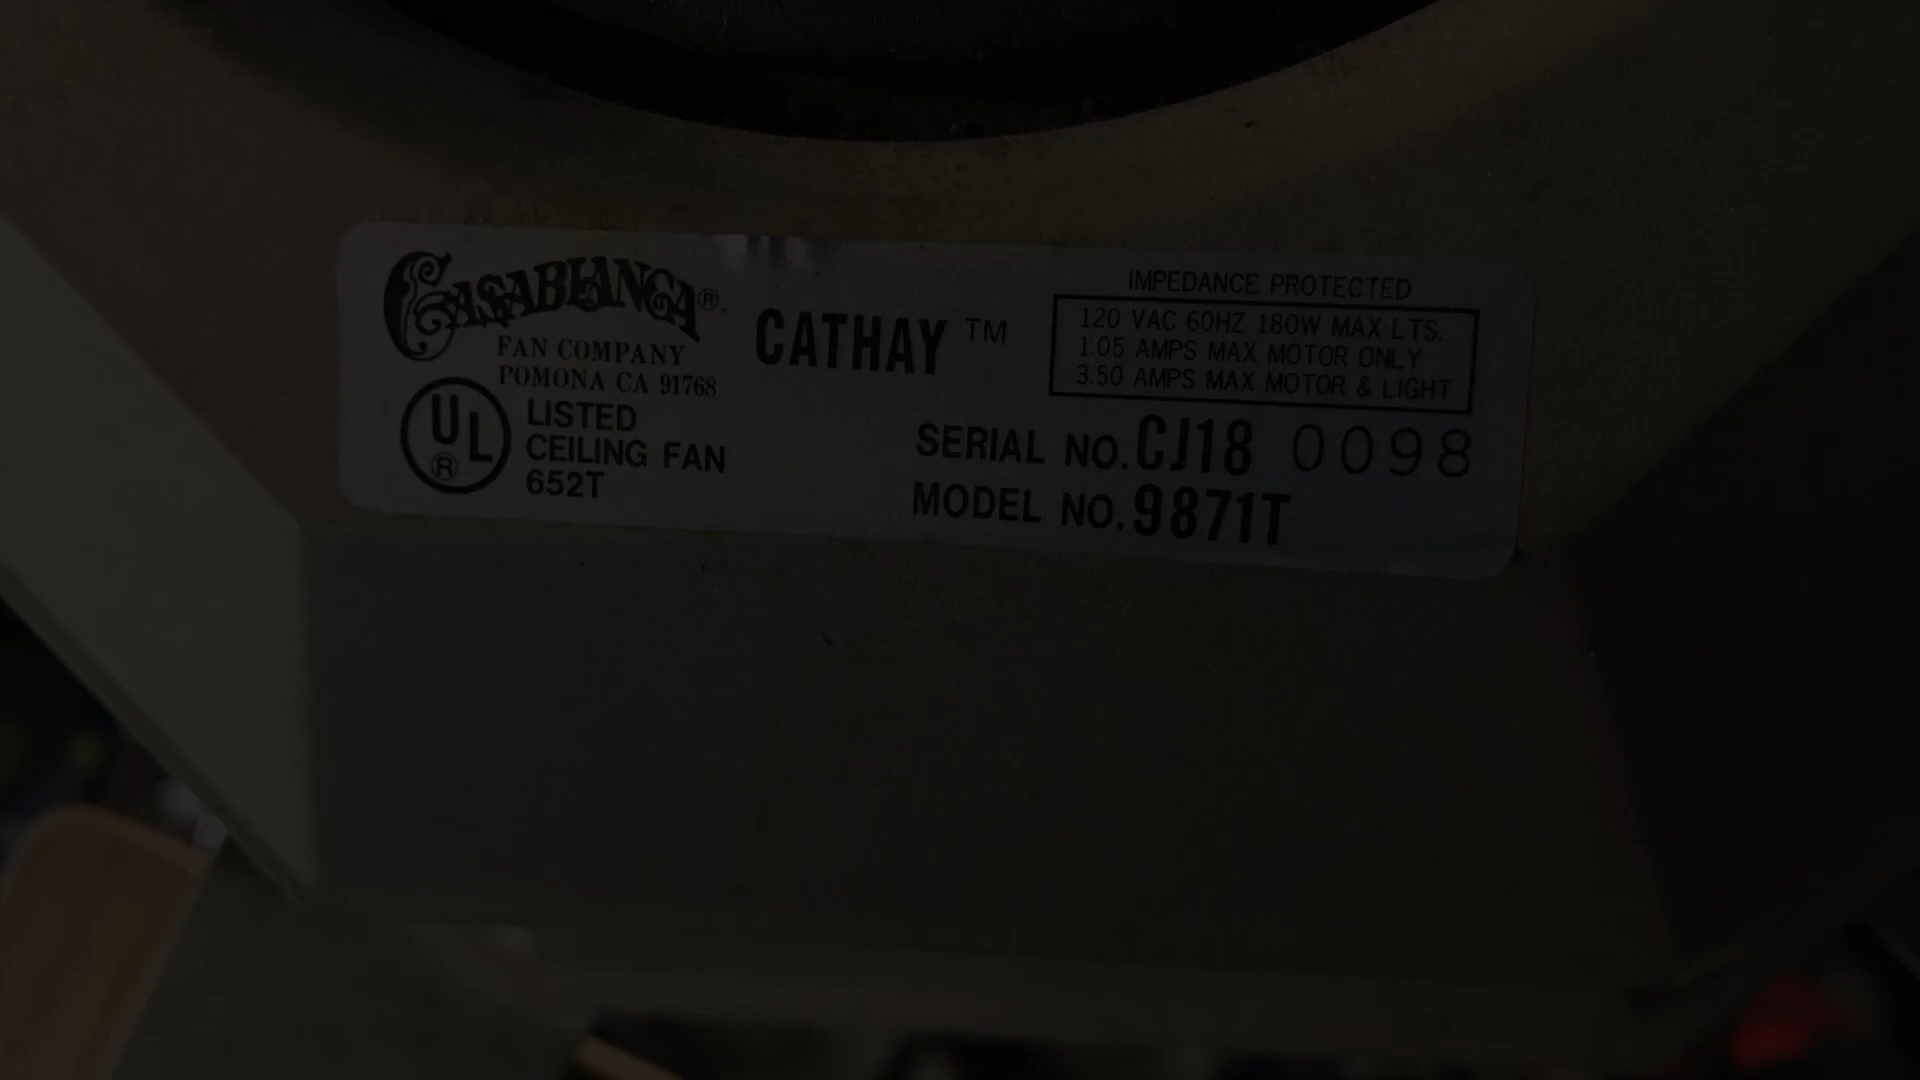 CASABLANCA®
FAN COMPANY
POMONA CA 91768
UL®
LISTED
CEILING FAN
652T
CATHAY™
IMPEDANCE PROTECTED
120 VAC 60HZ 180W MAX LTS.
1.05 AMPS MAX MOTOR ONLY
3.50 AMPS MAX MOTOR & LIGHT
SERIAL NO. CJ18 0098
MODEL NO. 9871T